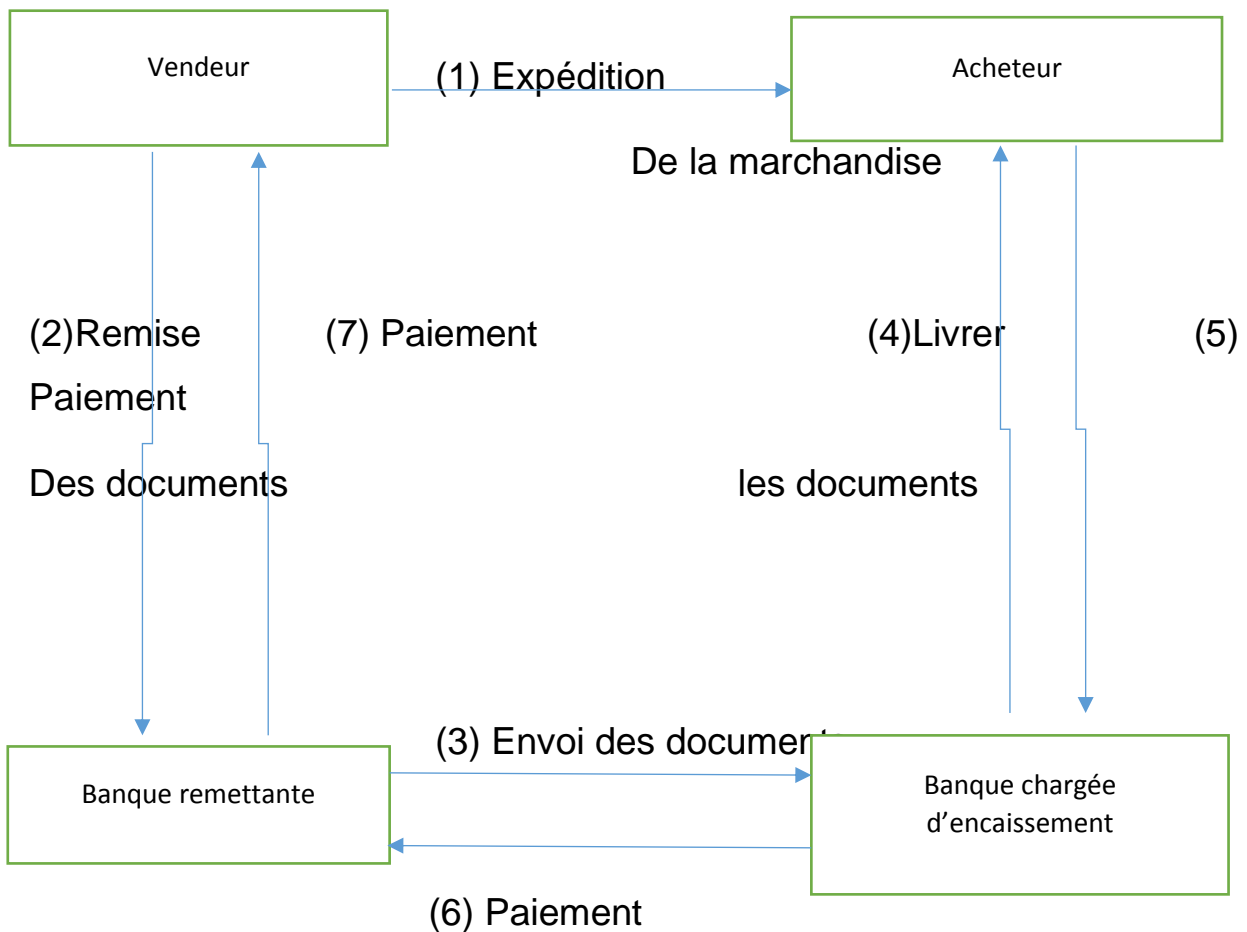 Vendeur
Acheteur
(1) Expédition
De la marchandise
(2)Remise (7) Paiement (4)Livrer (5)
Paiement
Des documents les documents
(3) Envoi des documents
Banque remettante
Banque chargée
d’encaissement
(6) Paiement